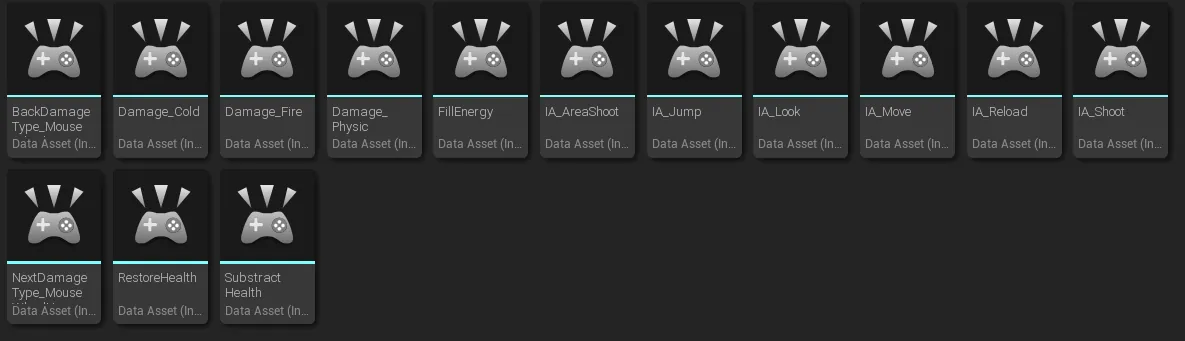 BackDamage
Type_Mouse
Data Asset (In...
Damage_Cold
Data Asset (In...
Damage_Fire
Data Asset (In...
Damage_
Physic
Data Asset (In...
FillEnergy
Data Asset (In...
IA_AreaShoot
Data Asset (In...
IA_Jump
Data Asset (In...
IA_Look
Data Asset (In...
IA_Move
Data Asset (In...
IA_Reload
Data Asset (In...
IA_Shoot
Data Asset (In...
NextDamage
Type_Mouse
Data Asset (In...
RestoreHealth
Data Asset (In...
Substract
Health
Data Asset (In...